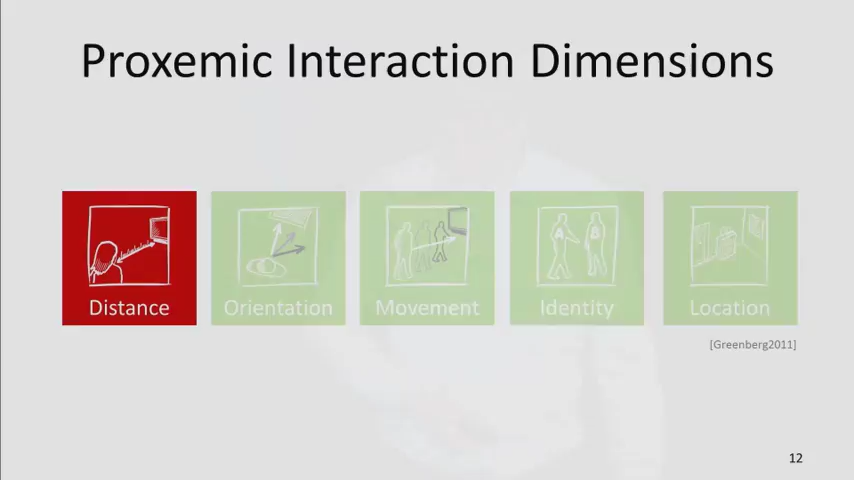 Proxemic Interaction Dimensions
Distance
Orientation
Movement
Identity
Location
[Greenberg2011]
12